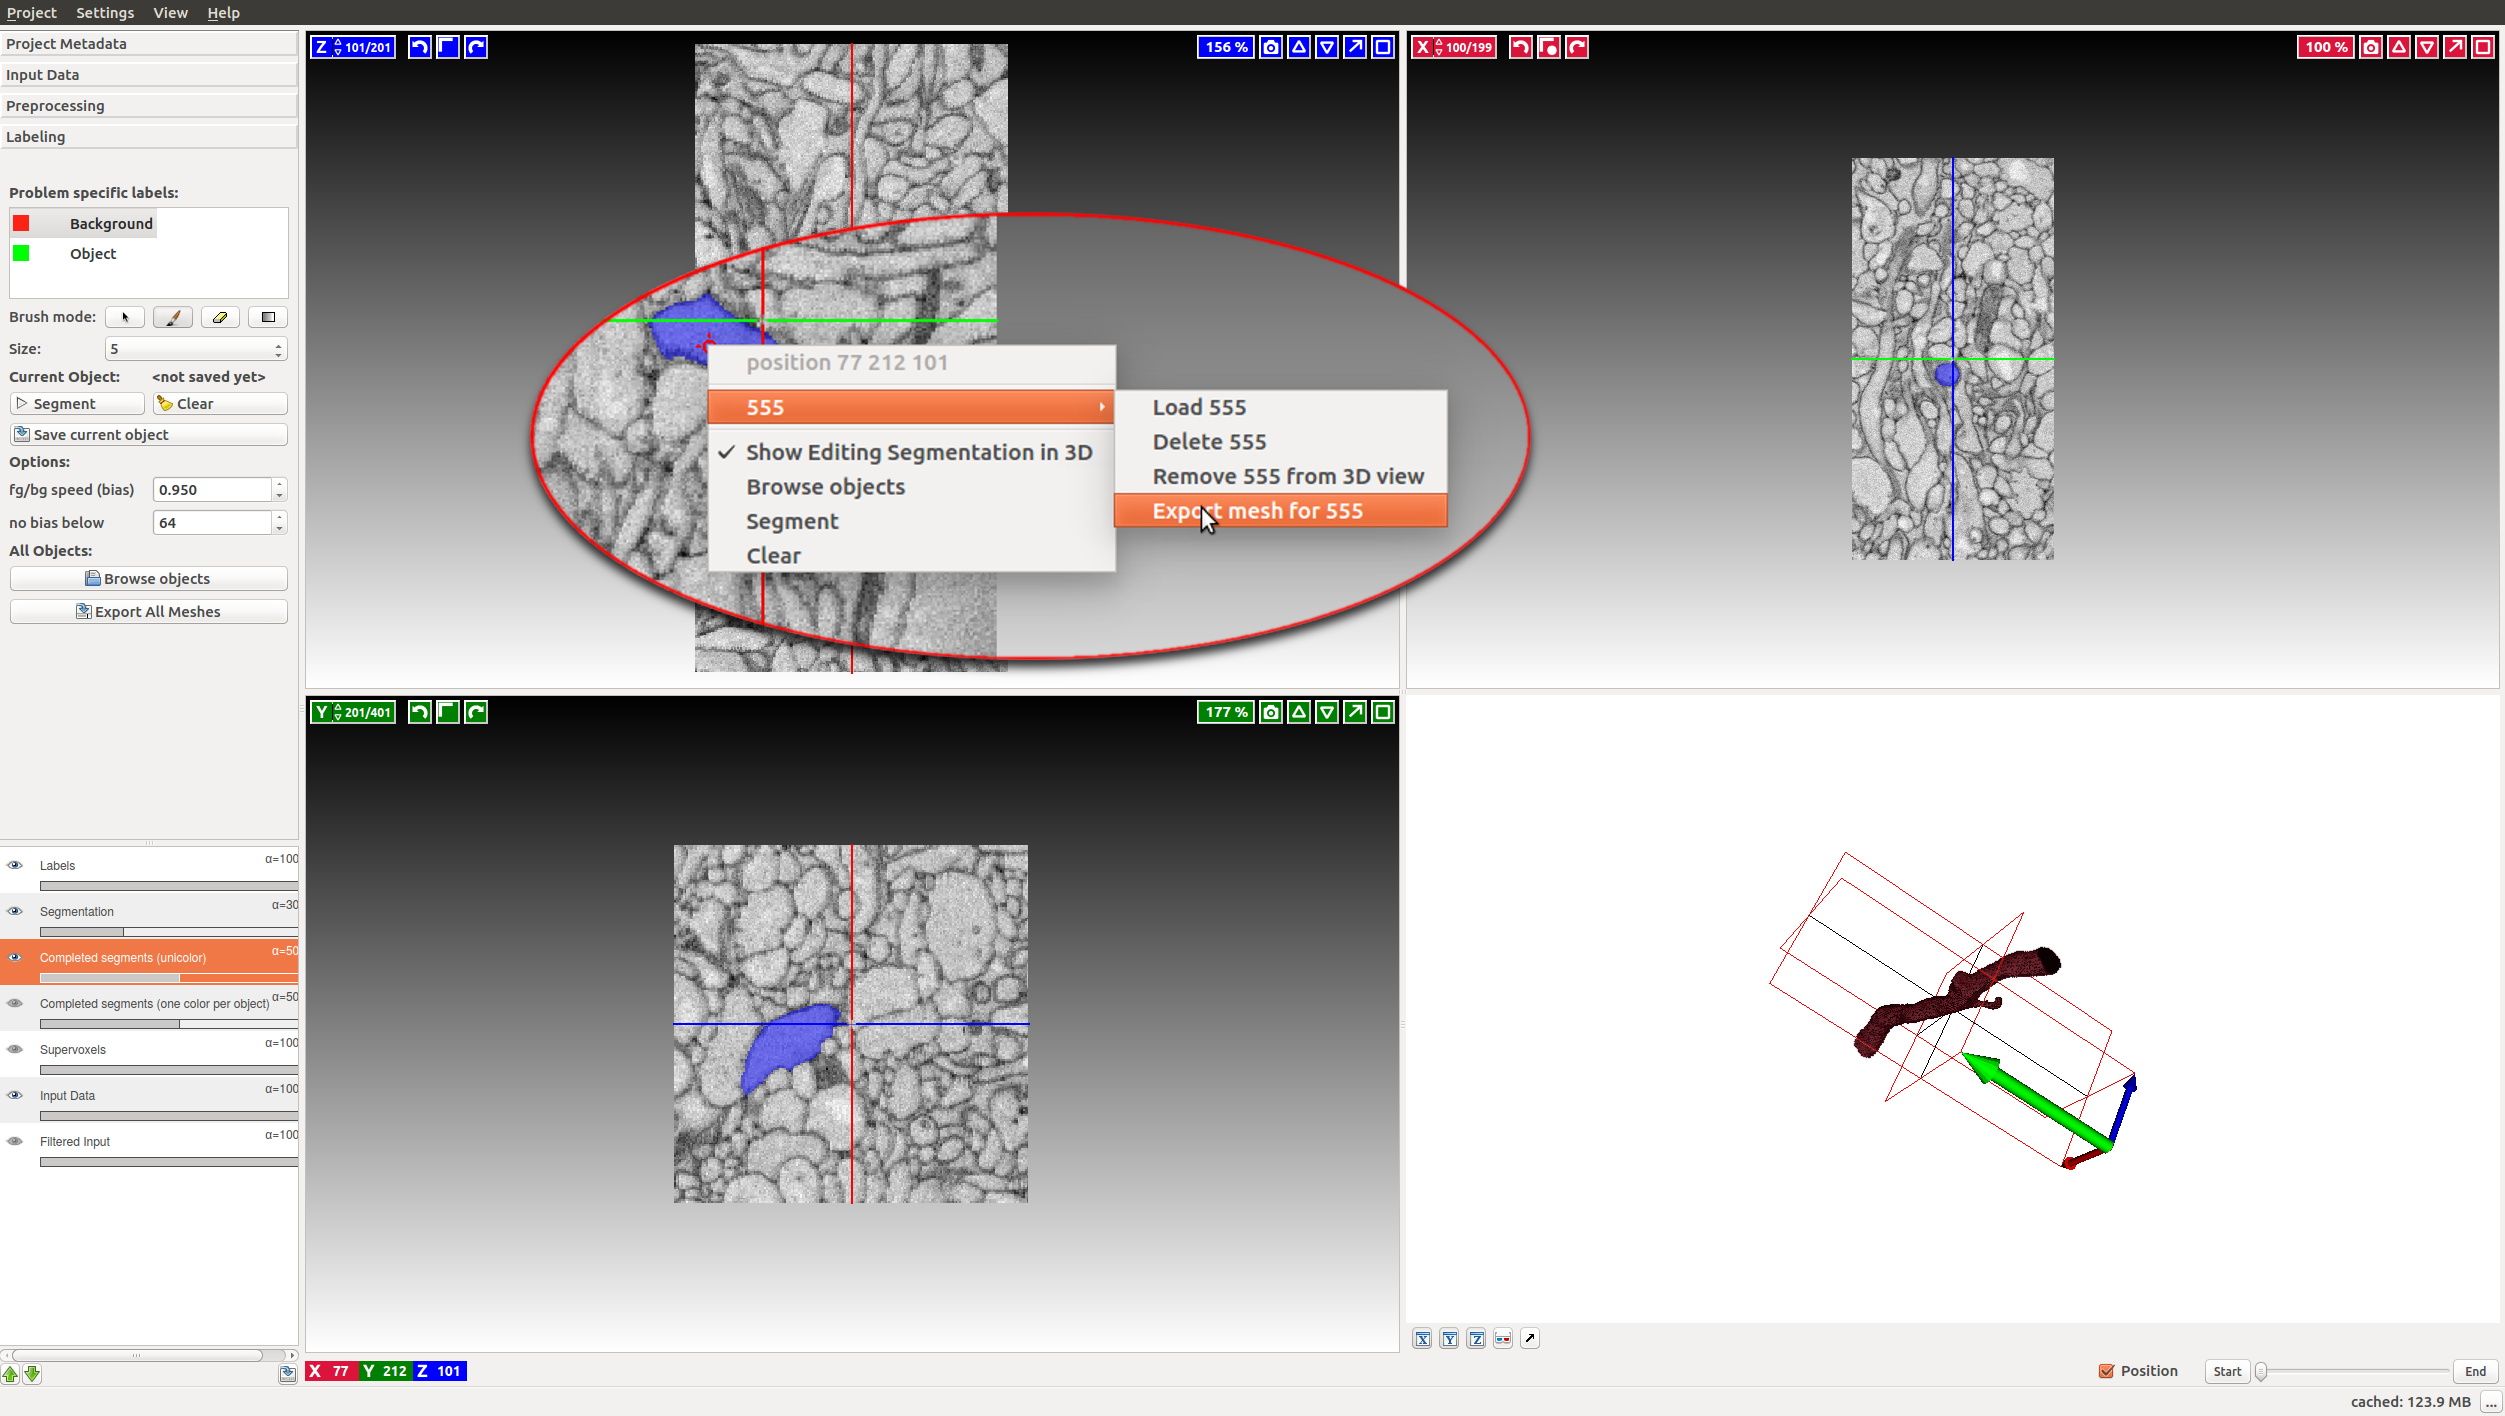 Project Settings View Help
Project Metadata
Input Data
Preprocessing
Labeling
Problem specific labels:
Background
Object
Brush mode:
Size: 5
Current Object: <not saved yet>
Segment Clear
Save current object
Options:
fg/bg speed (bias) 0.950
no bias below 64
All Objects:
Browse objects
Export All Meshes
Labels α=100
Segmentation α=30
Completed segments (unicolor) α=50
Completed segments (one color per object) α=50
Supervoxels α=100
Input Data α=100
Filtered Input α=100
Z 101/201 156 %
X 100/199 100 %
position 77 212 101
555
Show Editing Segmentation in 3D
Browse objects
Segment
Clear
Load 555
Delete 555
Remove 555 from 3D view
Export mesh for 555
Y 201/401 177 %
X Y Z
X 77 Y 212 Z 101
Position Start End
cached: 123.9 MB ...